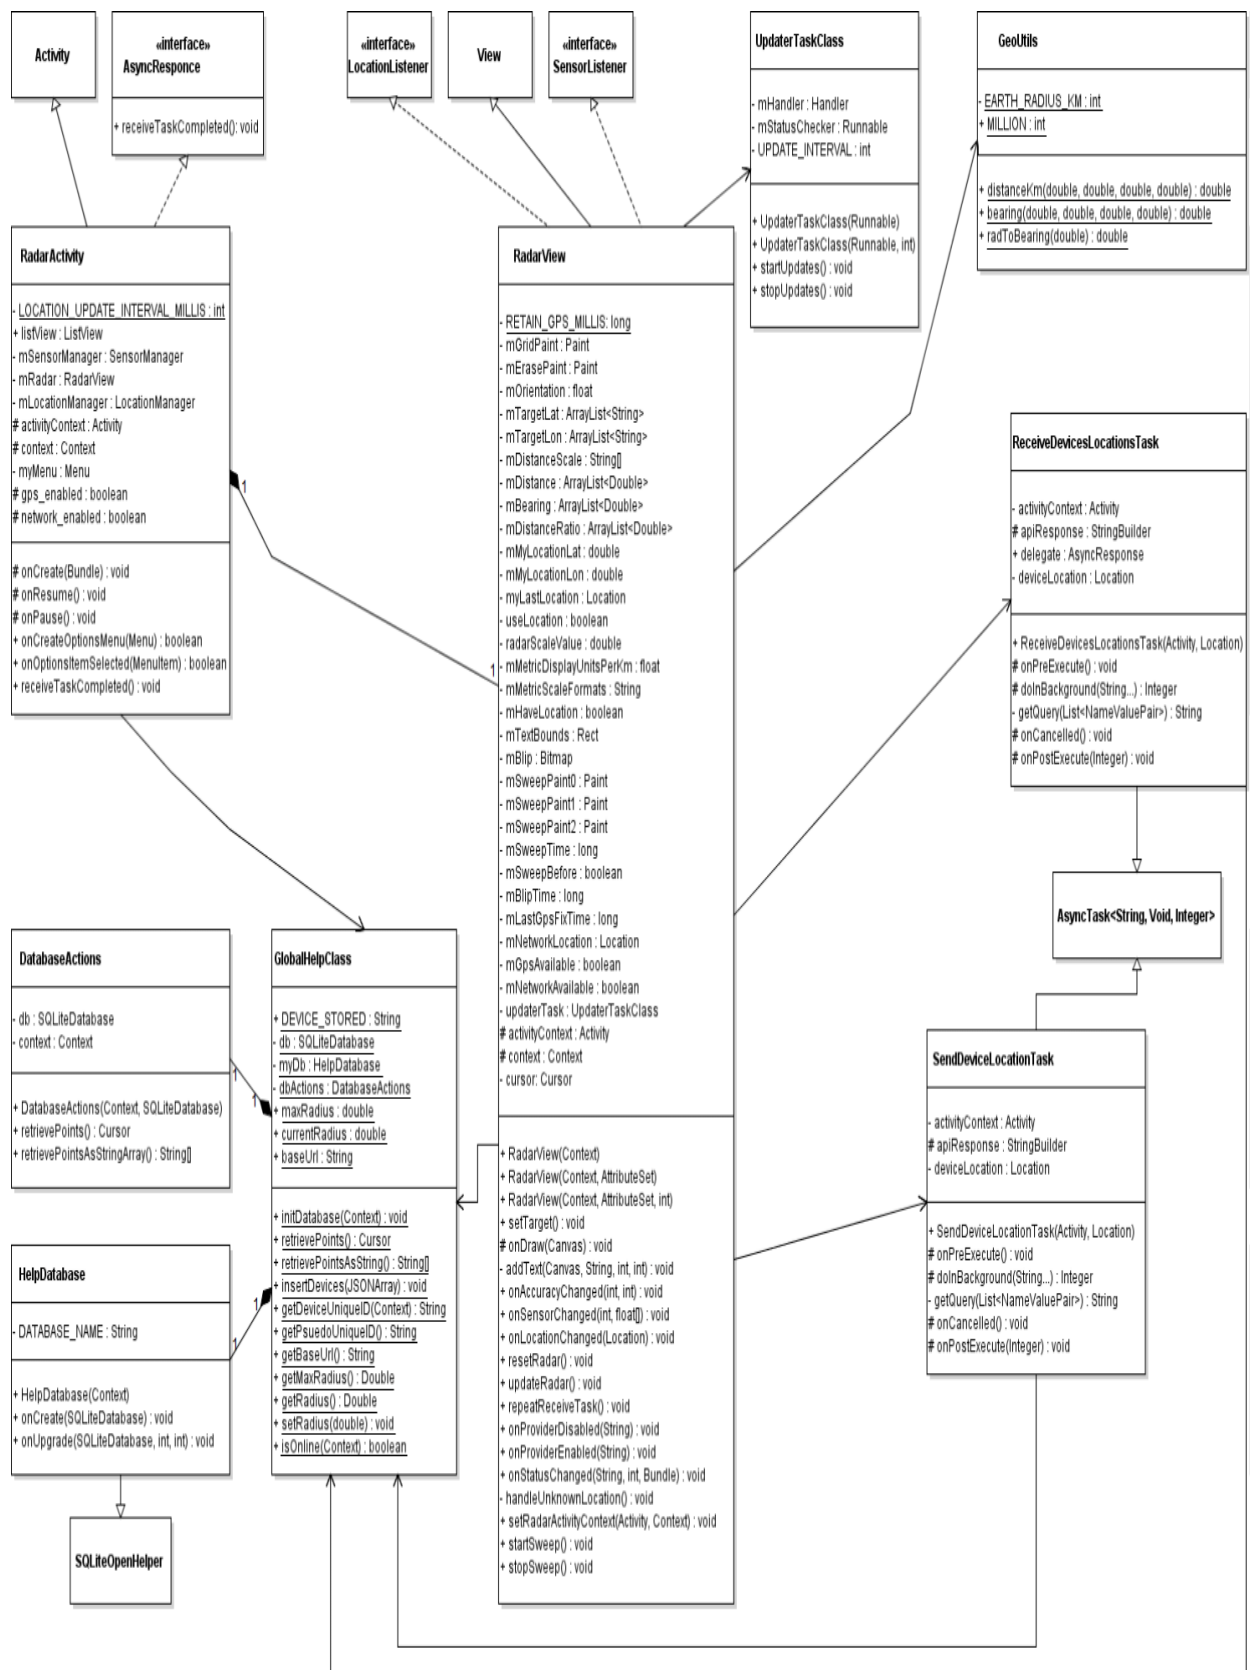 Activity
«interface»
AsyncResponce
+ receiveTaskCompleted(): void
«interface»
LocationListener
View
«interface»
SensorListener
UpdaterTaskClass
- mHandler : Handler
- mStatusChecker : Runnable
- UPDATE_INTERVAL : int
+ UpdaterTaskClass(Runnable)
+ UpdaterTaskClass(Runnable, int)
+ startUpdates() : void
+ stopUpdates() : void
GeoUtils
- EARTH_RADIUS_KM : int
+ MILLION : int
+ distanceKm(double, double, double, double) : double
+ bearing(double, double, double, double) : double
+ radToBearing(double) : double
RadarActivity
- LOCATION_UPDATE_INTERVAL_MILLIS : int
+ listView : ListView
- mSensorManager : SensorManager
- mRadar : RadarView
- mLocationManager : LocationManager
# activityContext : Activity
# context : Context
- myMenu : Menu
# gps_enabled : boolean
# network_enabled : boolean
# onCreate(Bundle) : void
# onResume() : void
# onPause() : void
+ onCreateOptionsMenu(Menu) : boolean
+ onOptionsItemSelected(MenuItem) : boolean
+ receiveTaskCompleted() : void
1
1
RadarView
- RETAIN_GPS_MILLIS: long
- mGridPaint : Paint
- mErasePaint : Paint
- mOrientation : float
- mTargetLat : ArrayList<String>
- mTargetLon : ArrayList<String>
- mDistanceScale : String[]
- mDistance : ArrayList<Double>
- mBearing : ArrayList<Double>
- mDistanceRatio : ArrayList<Double>
- mMyLocationLat : double
- mMyLocationLon : double
- myLastLocation : Location
- useLocation : boolean
- radarScaleValue : double
- mMetricDisplayUnitsPerKm : float
- mMetricScaleFormats : String
- mHaveLocation : boolean
- mTextBounds : Rect
- mBlip : Bitmap
- mSweepPaint0 : Paint
- mSweepPaint1 : Paint
- mSweepPaint2 : Paint
- mSweepTime : long
- mSweepBefore : boolean
- mBlipTime : long
- mLastGpsFixTime : long
- mNetworkLocation : Location
- mGpsAvailable : boolean
- mNetworkAvailable : boolean
- updaterTask : UpdaterTaskClass
# activityContext : Activity
# context : Context
- cursor: Cursor
+ RadarView(Context)
+ RadarView(Context, AttributeSet)
+ RadarView(Context, AttributeSet, int)
+ setTarget() : void
# onDraw(Canvas) : void
- addText(Canvas, String, int, int) : void
+ onAccuracyChanged(int, int) : void
+ onSensorChanged(int, float[]) : void
+ onLocationChanged(Location) : void
+ resetRadar() : void
+ updateRadar() : void
+ repeatReceiveTask() : void
+ onProviderDisabled(String) : void
+ onProviderEnabled(String) : void
+ onStatusChanged(String, int, Bundle) : void
- handleUnknownLocation() : void
+ setRadarActivityContext(Activity, Context) : void
+ startSweep() : void
+ stopSweep() : void
ReceiveDevicesLocationsTask
- activityContext : Activity
# apiResponse : StringBuilder
+ delegate : AsyncResponse
- deviceLocation : Location
+ ReceiveDevicesLocationsTask(Activity, Location)
# onPreExecute() : void
# doInBackground(String...) : Integer
- getQuery(List<NameValuePair>) : String
# onCancelled() : void
# onPostExecute(Integer) : void
AsyncTask<String, Void, Integer>
SendDeviceLocationTask
- activityContext : Activity
# apiResponse : StringBuilder
- deviceLocation : Location
+ SendDeviceLocationTask(Activity, Location)
# onPreExecute() : void
# doInBackground(String...) : Integer
- getQuery(List<NameValuePair>) : String
# onCancelled() : void
# onPostExecute(Integer) : void
DatabaseActions
- db : SQLiteDatabase
- context : Context
+ DatabaseActions(Context, SQLiteDatabase)
+ retrievePoints() : Cursor
+ retrievePointsAsStringArray() : String[]
1
1
GlobalHelpClass
+ DEVICE_STORED : String
- db : SQLiteDatabase
- myDb : HelpDatabase
- dbActions : DatabaseActions
+ maxRadius : double
+ currentRadius : double
+ baseUrl : String
+ initDatabase(Context) : void
+ retrievePoints() : Cursor
+ retrievePointsAsString() : String[]
+ insertDevices(JSONArray) : void
+ getDeviceUniqueID(Context) : String
+ getPsuedoUniqueID() : String
+ getBaseUrl() : String
+ getMaxRadius() : Double
+ getRadius() : Double
+ setRadius(double) : void
+ isOnline(Context) : boolean
1
1
HelpDatabase
- DATABASE_NAME : String
+ HelpDatabase(Context)
+ onCreate(SQLiteDatabase) : void
+ onUpgrade(SQLiteDatabase, int, int) : void
SQLiteOpenHelper